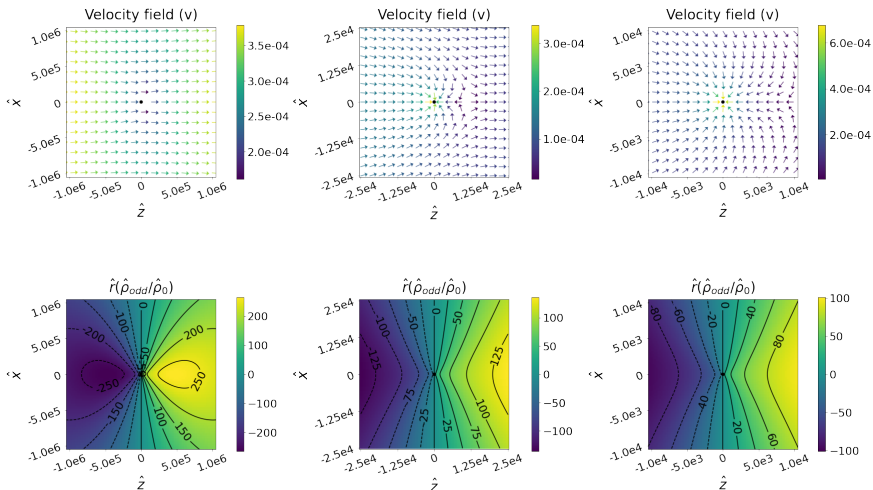 Velocity field (v)
1.0e6
5.0e5
0
-5.0e5
-1.0e6
x̂
-1.0e6
-5.0e5
0
5.0e5
1.0e6
ẑ
3.5e-04
3.0e-04
2.5e-04
2.0e-04
Velocity field (v)
2.5e4
1.25e4
0
-1.25e4
-2.5e4
x̂
-2.5e4
-1.25e4
0
1.25e4
2.5e4
ẑ
3.0e-04
2.0e-04
1.0e-04
Velocity field (v)
1.0e4
5.0e3
0
-5.0e3
-1.0e4
x̂
-1.0e4
-5.0e3
0
5.0e3
1.0e4
ẑ
6.0e-04
4.0e-04
2.0e-04
r̂(ρ̂odd/ρ̂0)
1.0e6
5.0e5
0
-5.0e5
-1.0e6
x̂
-1.0e6
-5.0e5
0
5.0e5
1.0e6
ẑ
-200
-100
0
200
-250
50
250
-150
100
150
200
100
0
−100
−200
r̂(ρ̂odd/ρ̂0)
2.5e4
1.25e4
0
-1.25e4
-2.5e4
x̂
-2.5e4
-1.25e4
0
1.25e4
2.5e4
ẑ
-100
-50
0
50
-125
125
-75
-25
25
75
100
100
50
0
−50
−100
r̂(ρ̂odd/ρ̂0)
1.0e4
5.0e3
0
-5.0e3
-1.0e4
x̂
-1.0e4
-5.0e3
0
5.0e3
1.0e4
ẑ
-80
-60
-20
0
40
80
-40
20
60
100
50
0
−50
−100